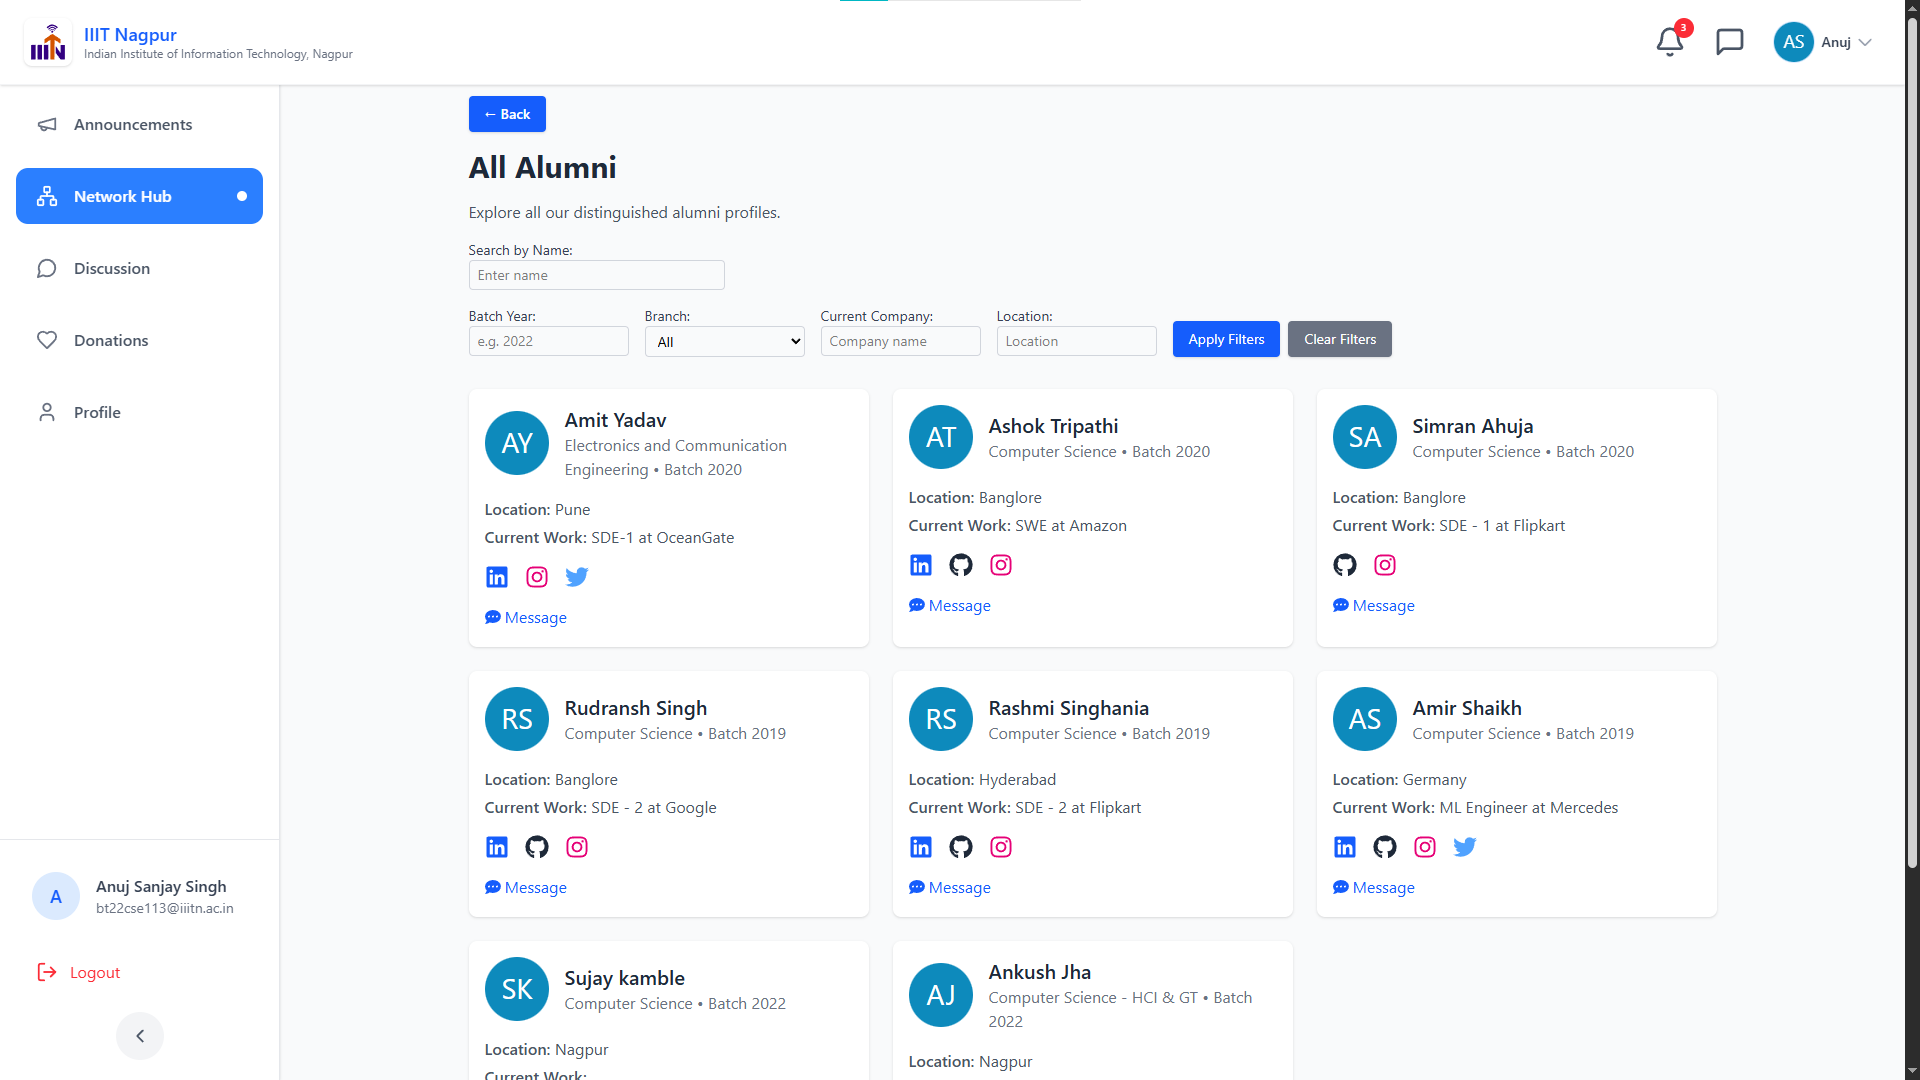 IIIT Nagpur
Indian Institute of Information Technology, Nagpur
3
AS
Anuj
Announcements
Network Hub
Discussion
Donations
Profile
A
Anuj Sanjay Singh
bt22cse113@iiitn.ac.in
Logout
← Back
All Alumni
Explore all our distinguished alumni profiles.
Search by Name:
Enter name
Batch Year:
e.g. 2022
Branch:
All
Current Company:
Company name
Location:
Location
Apply Filters
Clear Filters
AY
Amit Yadav
Electronics and Communication
Engineering • Batch 2020
Location: Pune
Current Work: SDE-1 at OceanGate
Message
AT
Ashok Tripathi
Computer Science • Batch 2020
Location: Banglore
Current Work: SWE at Amazon
Message
SA
Simran Ahuja
Computer Science • Batch 2020
Location: Banglore
Current Work: SDE - 1 at Flipkart
Message
RS
Rudransh Singh
Computer Science • Batch 2019
Location: Banglore
Current Work: SDE - 2 at Google
Message
RS
Rashmi Singhania
Computer Science • Batch 2019
Location: Hyderabad
Current Work: SDE - 2 at Flipkart
Message
AS
Amir Shaikh
Computer Science • Batch 2019
Location: Germany
Current Work: ML Engineer at Mercedes
Message
SK
Sujay kamble
Computer Science • Batch 2022
Location: Nagpur
Current Work:
AJ
Ankush Jha
Computer Science - HCI & GT • Batch
2022
Location: Nagpur